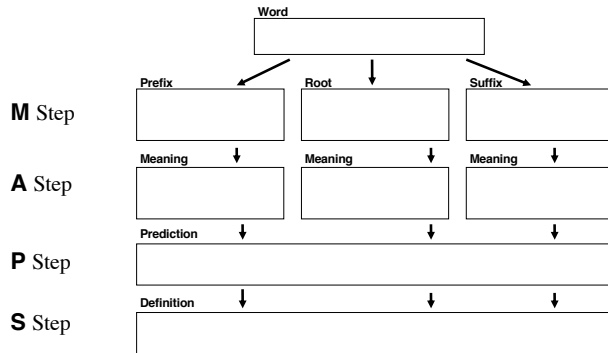 Word
Prefix Root Suffix
M Step
Meaning Meaning Meaning
A Step
Prediction
P Step
Definition
S Step